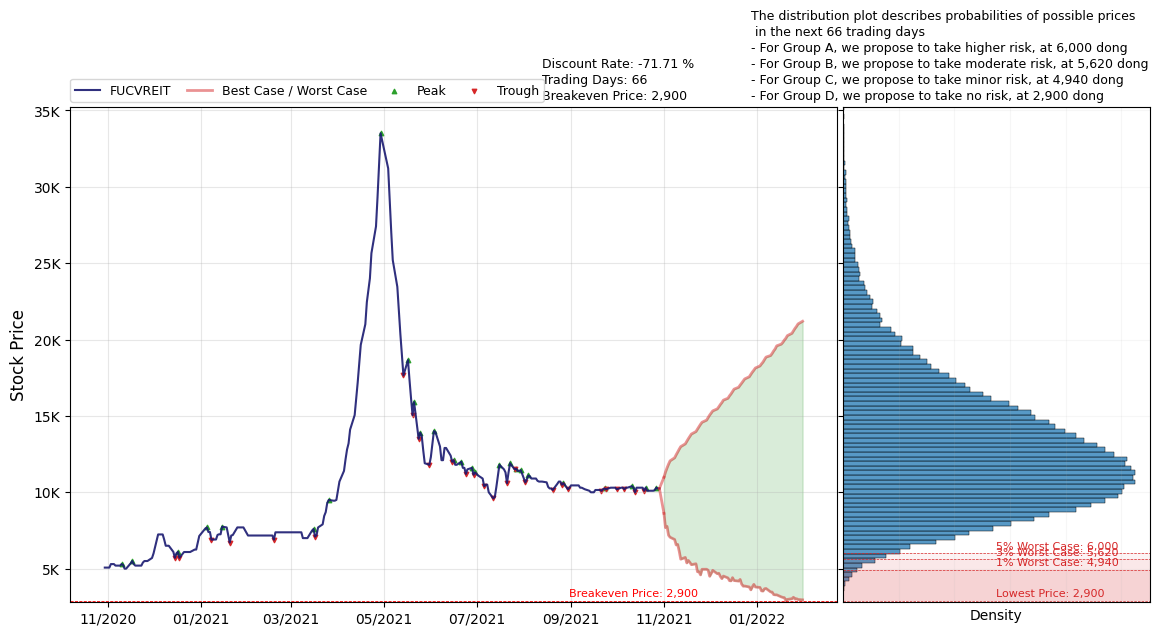 The distribution plot describes probabilities of possible prices
in the next 66 trading days
- For Group A, we propose to take higher risk, at 6,000 dong
- For Group B, we propose to take moderate risk, at 5,620 dong
- For Group C, we propose to take minor risk, at 4,940 dong
- For Group D, we propose to take no risk, at 2,900 dong
Discount Rate: -71.71 %
Trading Days: 66
Breakeven Price: 2,900
FUCVREIT
Best Case / Worst Case
Peak
Trough
Stock Price
35K
30K
25K
20K
15K
10K
5K
11/2020
01/2021
03/2021
05/2021
07/2021
09/2021
11/2021
01/2022
Breakeven Price: 2,900
5% Worst Case: 6,000
3% Worst Case: 5,620
1% Worst Case: 4,940
Lowest Price: 2,900
Density